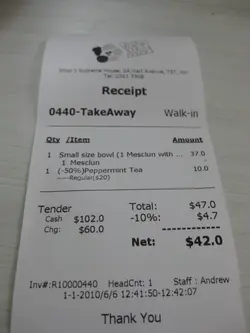 Receipt
0440-TakeAway Walk-in
Qty /Item Amount
1 Small size bowl (1 Mesclun with ... 37.0
1 Mesclun
1 (-50%)Peppermint Tea 10.0
----Regular($20)
Tender Total: $47.0
Cash $102.0 -10%: $4.7
Chg: $60.0
Net: $42.0
Inv#:R10000440 HeadCnt: 1 Staff : Andrew
1-1-2010/6/6 12:41:50-12:42:07
Thank You